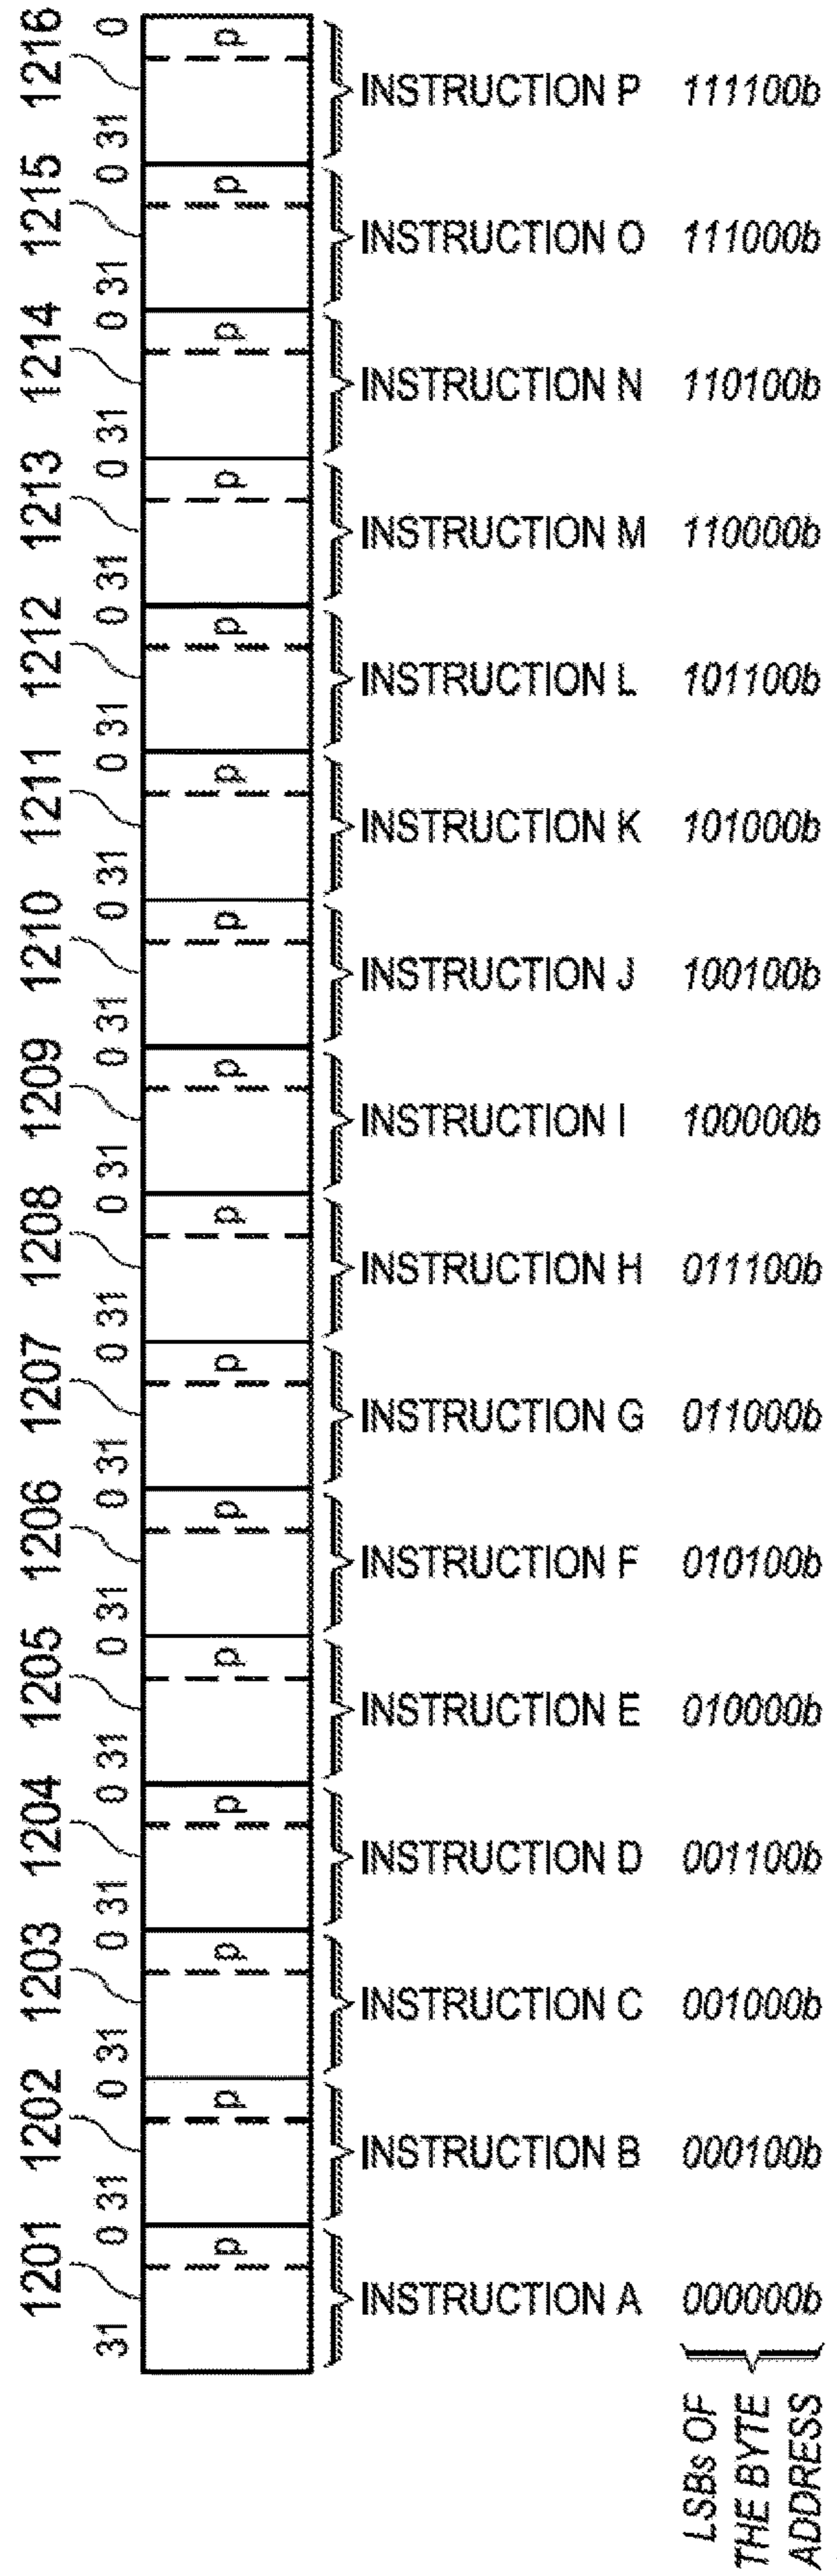 1216
31 0
p
INSTRUCTION P 111100b
1215
31 0
p
INSTRUCTION O 111000b
1214
31 0
p
INSTRUCTION N 110100b
1213
31 0
p
INSTRUCTION M 110000b
1212
31 0
p
INSTRUCTION L 101100b
1211
31 0
p
INSTRUCTION K 101000b
1210
31 0
p
INSTRUCTION J 100100b
1209
31 0
p
INSTRUCTION I 100000b
1208
31 0
p
INSTRUCTION H 011100b
1207
31 0
p
INSTRUCTION G 011000b
1206
31 0
p
INSTRUCTION F 010100b
1205
31 0
p
INSTRUCTION E 010000b
1204
31 0
p
INSTRUCTION D 001100b
1203
31 0
p
INSTRUCTION C 001000b
1202
31 0
p
INSTRUCTION B 000100b
1201
31 0
p
INSTRUCTION A 000000b
LSBs OF
THE BYTE
ADDRESS